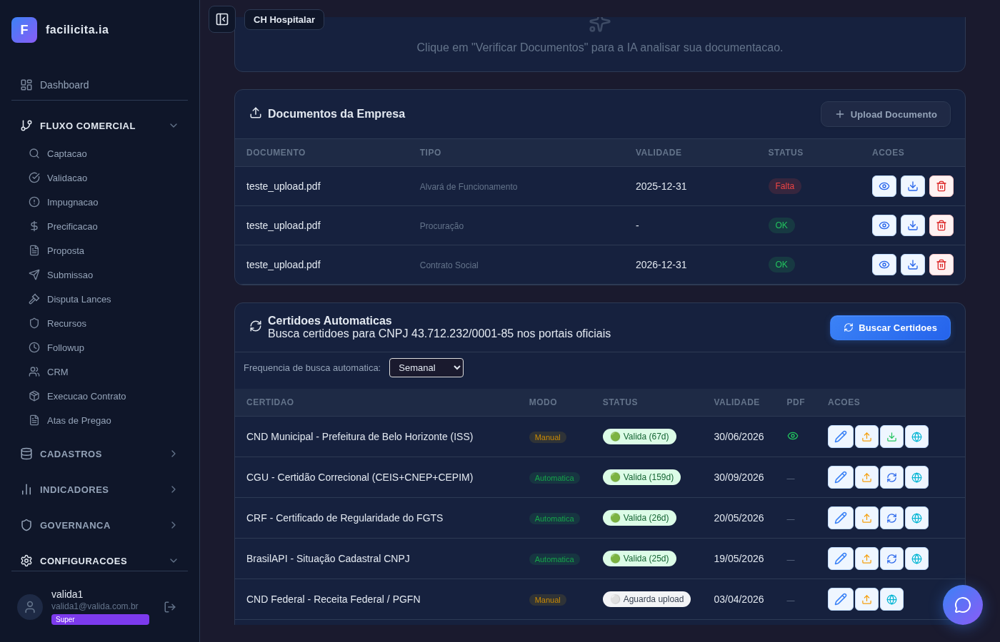 F facilicita.ia
CH Hospitalar
Dashboard
FLUXO COMERCIAL
Captacao
Validacao
Impugnacao
Precificacao
Proposta
Submissao
Disputa Lances
Recursos
Followup
CRM
Execucao Contrato
Atas de Pregao
CADASTROS
INDICADORES
GOVERNANCA
CONFIGURACOES
valida1
valida1@valida.com.br
Super
Clique em "Verificar Documentos" para a IA analisar sua documentacao.
Documentos da Empresa
Upload Documento
DOCUMENTO TIPO VALIDADE STATUS ACOES
teste_upload.pdf Alvará de Funcionamento 2025-12-31 Falta
teste_upload.pdf Procuração - OK
teste_upload.pdf Contrato Social 2026-12-31 OK
Certidoes Automaticas
Busca certidoes para CNPJ 43.712.232/0001-85 nos portais oficiais
Buscar Certidoes
Frequencia de busca automatica: Semanal
CERTIDAO MODO STATUS VALIDADE PDF ACOES
CND Municipal - Prefeitura de Belo Horizonte (ISS) Manual Valida (67d) 30/06/2026
CGU - Certidão Correcional (CEIS+CNEP+CEPIM) Automatica Valida (159d) 30/09/2026 —
CRF - Certificado de Regularidade do FGTS Automatica Valida (26d) 20/05/2026 —
BrasilAPI - Situação Cadastral CNPJ Automatica Valida (25d) 19/05/2026 —
CND Federal - Receita Federal / PGFN Manual Aguarda upload 03/04/2026 —